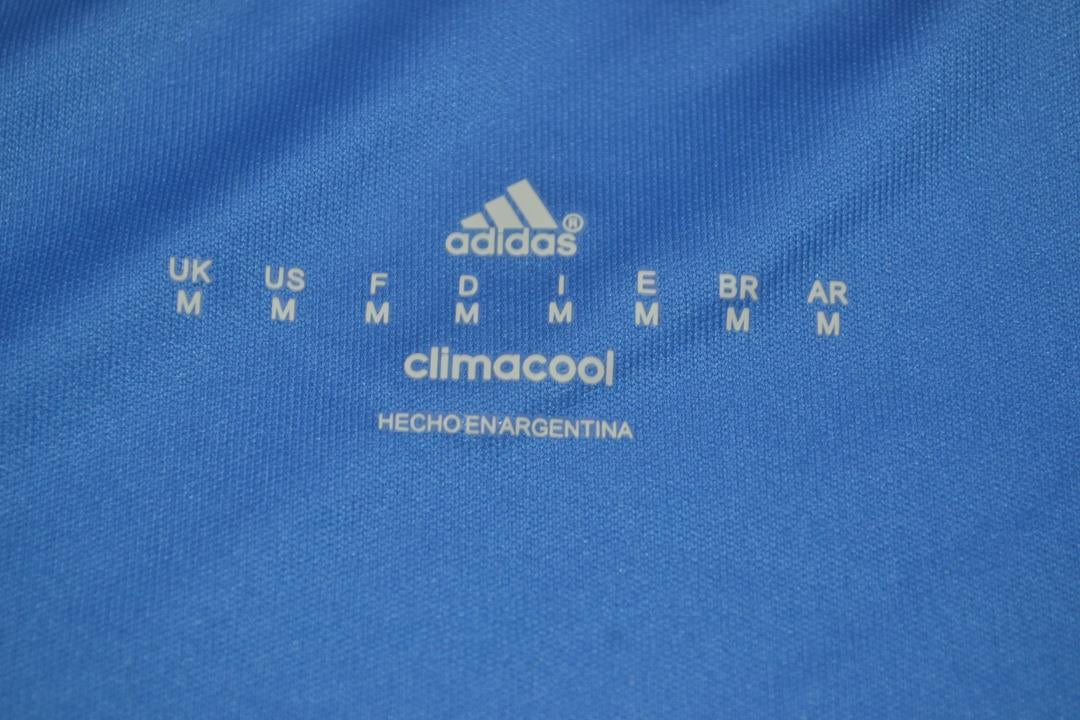 adidas®
UK US F D I E BR AR
M M M M M M M M
climacool
HECHO EN ARGENTINA